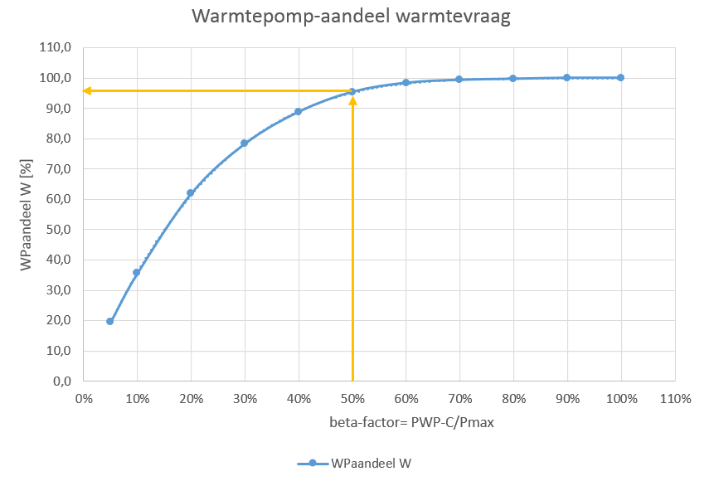 Warmtepomp-aandeel warmtevraag
110,0
100,0
90,0
80,0
70,0
60,0
50,0
40,0
30,0
20,0
10,0
0,0
WPaandeel W [%]
0% 10% 20% 30% 40% 50% 60% 70% 80% 90% 100% 110%
beta-factor= PWP-C/Pmax
WPaandeel W